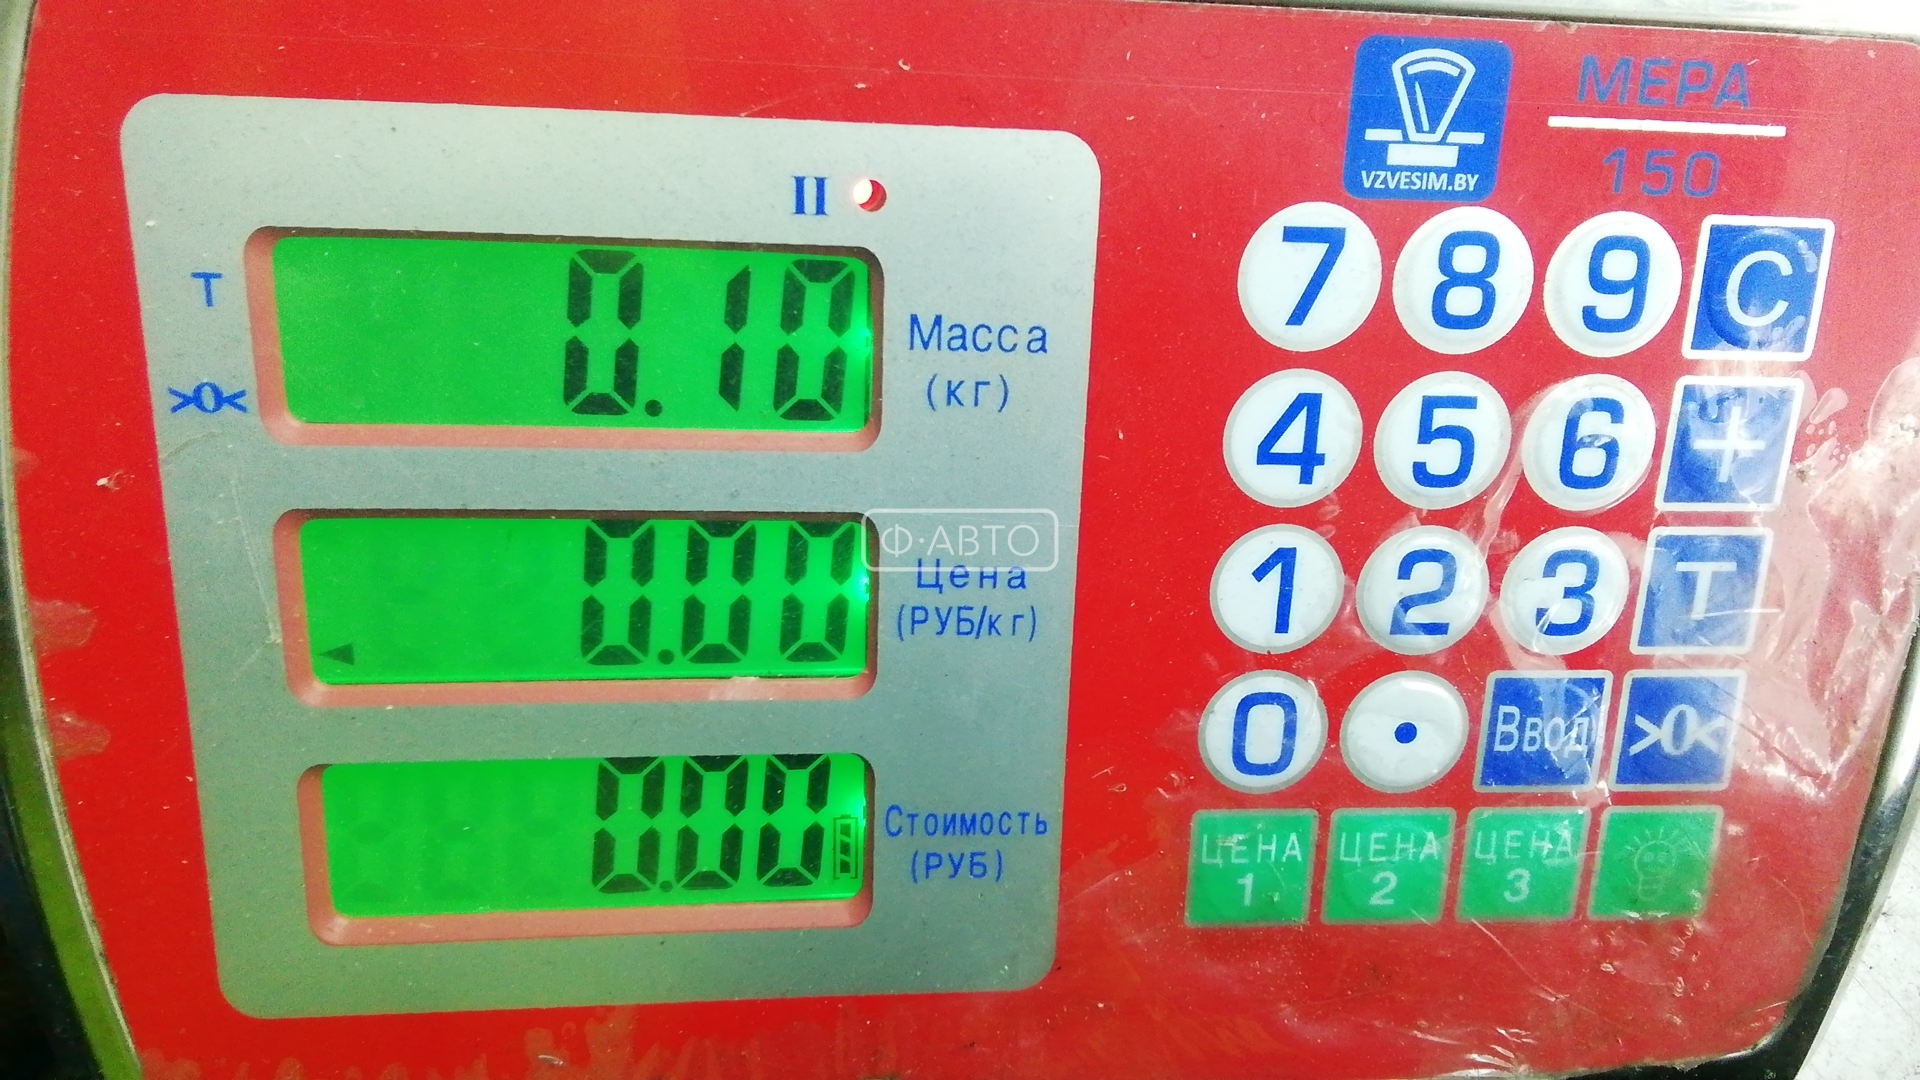 II
T
>0<
0.10
Масса
(кг)
0.00
Цена
(РУБ/кг)
0.00
Стоимость
(РУБ)
Ф·АВТО
VZVESIM.BY
МЕРА
150
7 8 9 C
4 5 6 +
1 2 3 T
0 . Ввод >0<
ЦЕНА 1
ЦЕНА 2
ЦЕНА 3